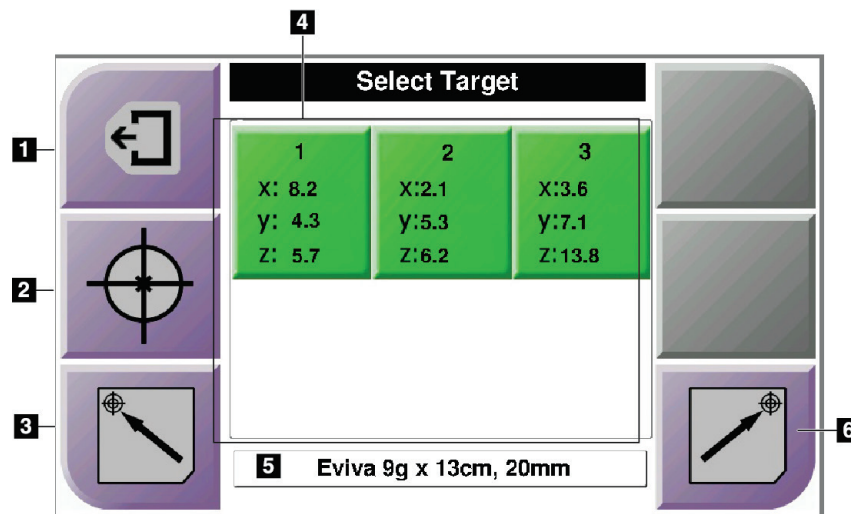 4
Select Target
1
1 2 3
x: 8.2 x:2.1 x:3.6
y: 4.3 y:5.3 y:7.1
z: 5.7 z:6.2 z:13.8
2
3
6
5 Eviva 9g x 13cm, 20mm